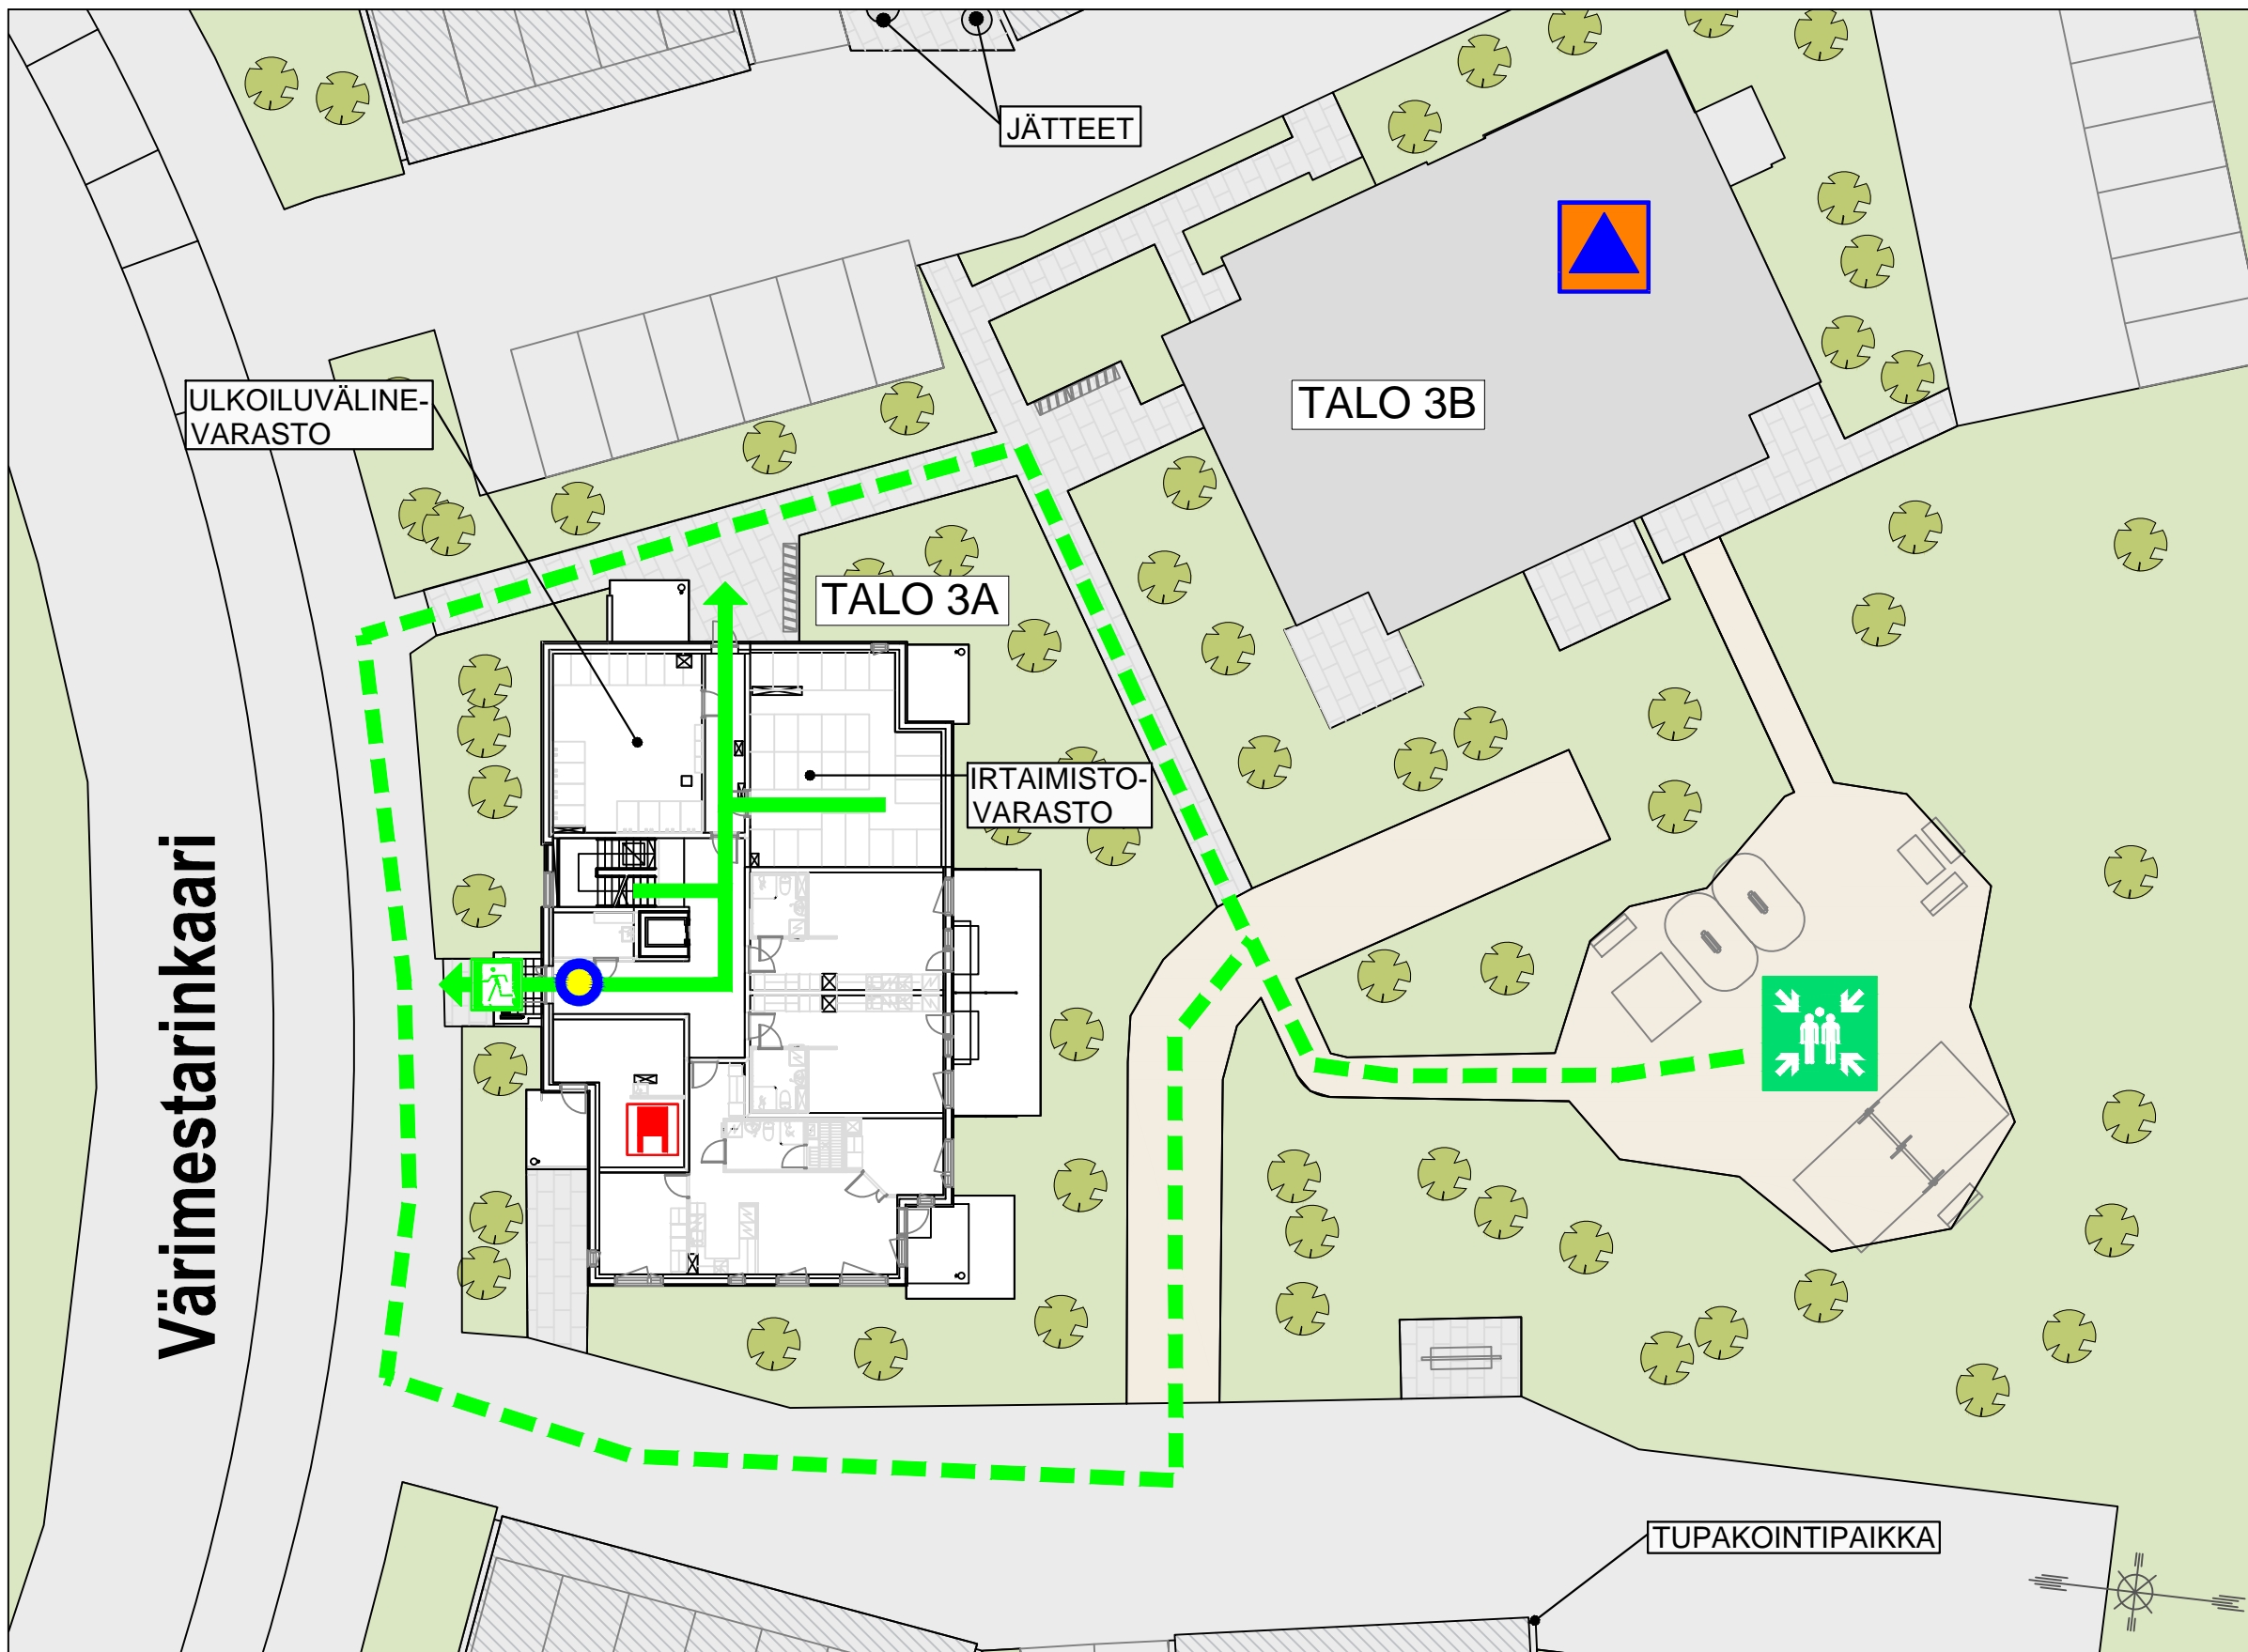 JÄTTEET
ULKOILUVÄLINE-
VARASTO
TALO 3B
TALO 3A
IRTAIMISTO-
VARASTO
Värimestarinkaari
TUPAKOINTIPAIKKA